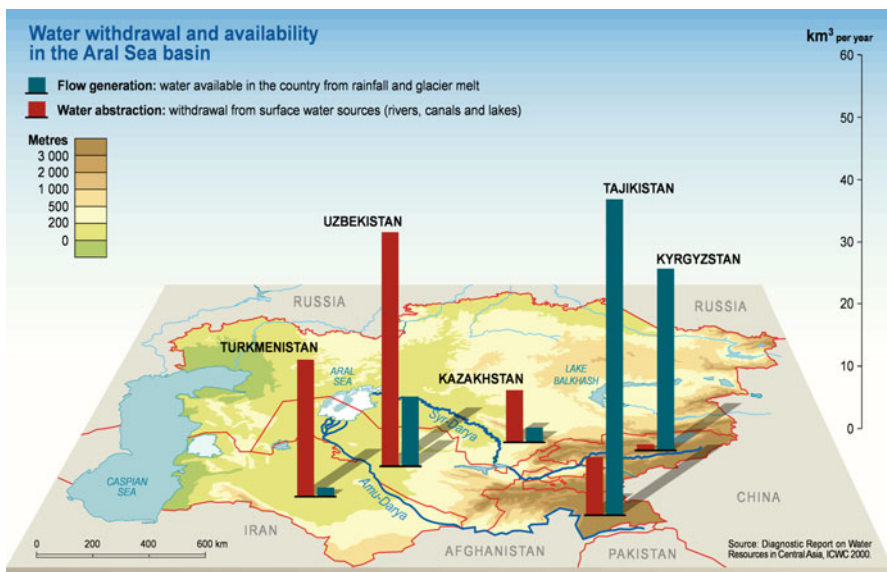 Water withdrawal and availability
in the Aral Sea basin
km³ per year
Flow generation: water available in the country from rainfall and glacier melt
Water abstraction: withdrawal from surface water sources (rivers, canals and lakes)
Metres
3 000
2 000
1 000
500
200
0
60
50
40
30
20
10
0
TAJIKISTAN
UZBEKISTAN
KYRGYZSTAN
RUSSIA
RUSSIA
TURKMENISTAN
ARAL
SEA
KAZAKHSTAN
LAKE
BALKHASH
Syr-Darya
CASPIAN
SEA
Amu-Darya
CHINA
IRAN
AFGHANISTAN
PAKISTAN
0 200 400 600 km
Source: Diagnostic Report on Water
Resources in Central Asia, ICWC 2000.